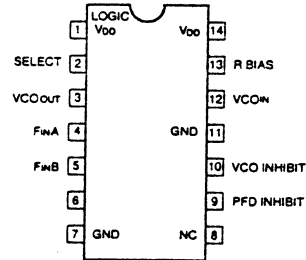 LOGIC
1 VDD VDD 14
SELECT 2 13 R BIAS
VCOOUT 3 12 VCOIN
FINA 4 GND 11
FINB 5 10 VCO INHIBIT
6 9 PFD INHIBIT
7 GND NC 8